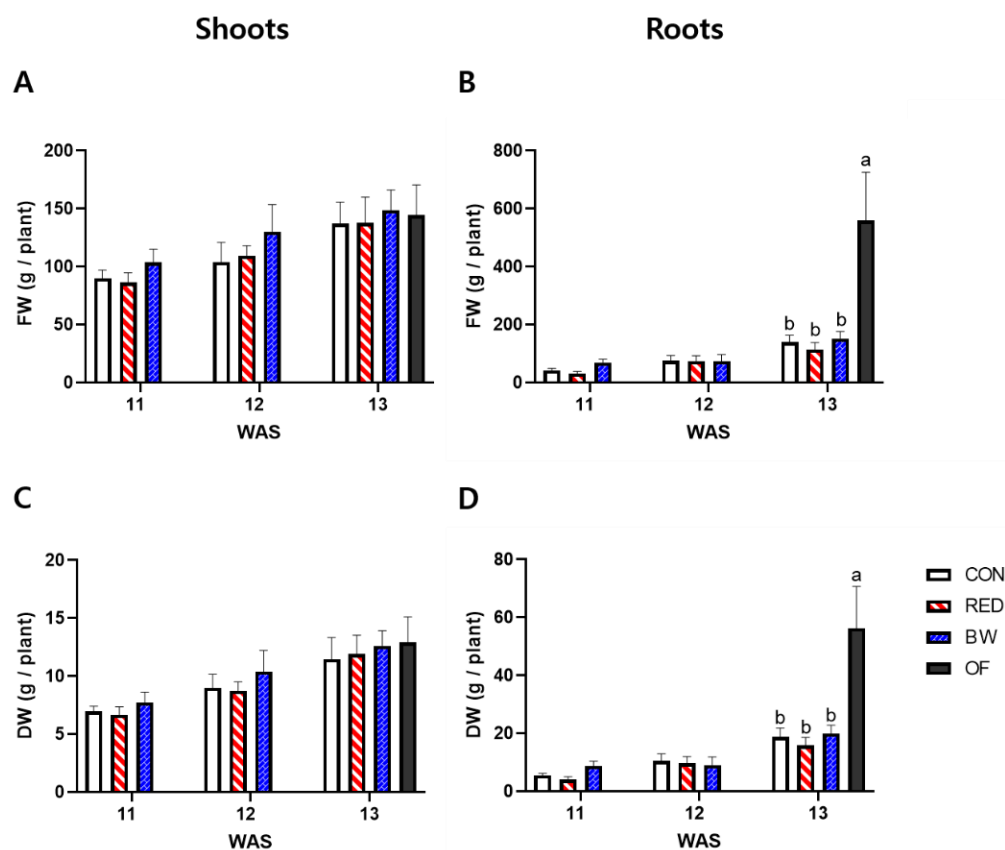 Shoots
Roots
A
B
FW (g / plant)
200
150
100
50
0
11 12 13
WAS
FW (g / plant)
800
600
400
200
0
a
b b b
11 12 13
WAS
C
D
DW (g / plant)
20
15
10
5
0
11 12 13
WAS
DW (g / plant)
80
60
40
20
0
a
b b b
11 12 13
WAS
CON
RED
BW
OF